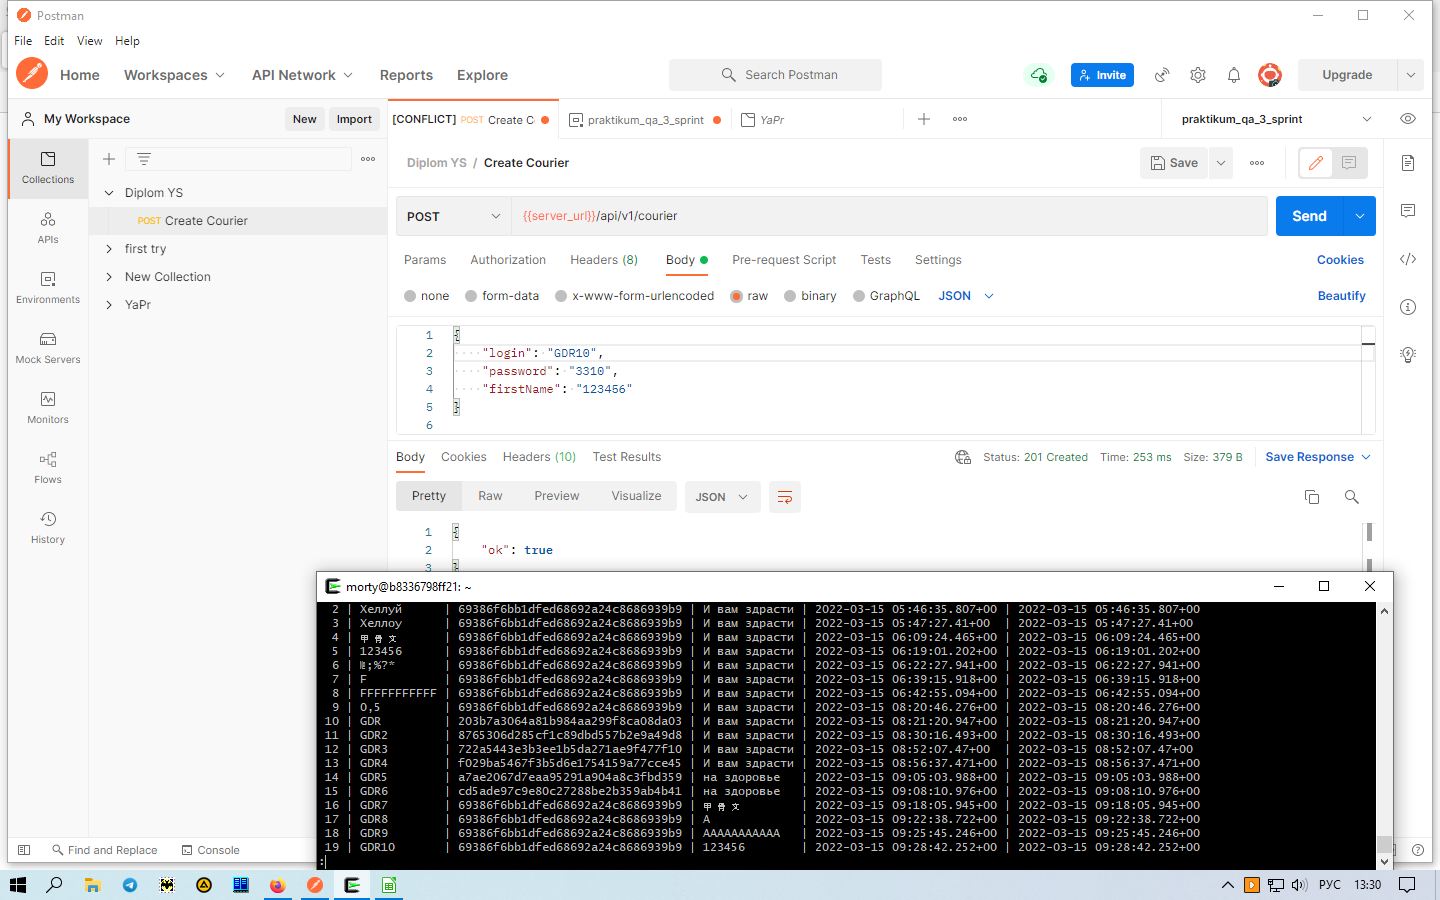 Postman
File Edit View Help
Home Workspaces API Network Reports Explore Search Postman Invite Upgrade
My Workspace New Import [CONFLICT] POST Create C praktikum_qa_3_sprint YaPr praktikum_qa_3_sprint
Collections
APIs
Environments
Mock Servers
Monitors
Flows
History
Diplom YS
POST Create Courier
first try
New Collection
YaPr
Diplom YS / Create Courier Save
POST {{server_url}}/api/v1/courier Send
Params Authorization Headers (8) Body Pre-request Script Tests Settings Cookies
none form-data x-www-form-urlencoded raw binary GraphQL JSON Beautify
1 {
2 "login": "GDR10",
3 "password": "3310",
4 "firstName": "123456"
5 }
6
Body Cookies Headers (10) Test Results Status: 201 Created Time: 253 ms Size: 379 B Save Response
Pretty Raw Preview Visualize JSON
1 {
2 "ok": true
3 }
morty@b8336798ff21: ~
2 | Хеллуй | 69386f6bb1dfed68692a24c8686939b9 | И вам здрасти | 2022-03-15 05:46:35.807+00 | 2022-03-15 05:46:35.807+00
3 | Хеллоу | 69386f6bb1dfed68692a24c8686939b9 | И вам здрасти | 2022-03-15 05:47:27.41+00 | 2022-03-15 05:47:27.41+00
4 | 甲骨文 | 69386f6bb1dfed68692a24c8686939b9 | И вам здрасти | 2022-03-15 06:09:24.465+00 | 2022-03-15 06:09:24.465+00
5 | 123456 | 69386f6bb1dfed68692a24c8686939b9 | И вам здрасти | 2022-03-15 06:19:01.202+00 | 2022-03-15 06:19:01.202+00
6 | №;%?* | 69386f6bb1dfed68692a24c8686939b9 | И вам здрасти | 2022-03-15 06:22:27.941+00 | 2022-03-15 06:22:27.941+00
7 | F | 69386f6bb1dfed68692a24c8686939b9 | И вам здрасти | 2022-03-15 06:39:15.918+00 | 2022-03-15 06:39:15.918+00
8 | FFFFFFFFFFF | 69386f6bb1dfed68692a24c8686939b9 | И вам здрасти | 2022-03-15 06:42:55.094+00 | 2022-03-15 06:42:55.094+00
9 | 0,5 | 69386f6bb1dfed68692a24c8686939b9 | И вам здрасти | 2022-03-15 08:20:46.276+00 | 2022-03-15 08:20:46.276+00
10 | GDR | 203b7a3064a81b984aa299f8ca08da03 | И вам здрасти | 2022-03-15 08:21:20.947+00 | 2022-03-15 08:21:20.947+00
11 | GDR2 | 8765306d285cf1c89dbd557b2e9a49d8 | И вам здрасти | 2022-03-15 08:30:16.493+00 | 2022-03-15 08:30:16.493+00
12 | GDR3 | 722a5443e3b3ee1b5da271ae9f477f10 | И вам здрасти | 2022-03-15 08:52:07.47+00 | 2022-03-15 08:52:07.47+00
13 | GDR4 | f029ba5467f3b5d6e1754159a77cce45 | И вам здрасти | 2022-03-15 08:56:37.471+00 | 2022-03-15 08:56:37.471+00
14 | GDR5 | a7ae2067d7eaa95291a904a8c3fbd359 | на здоровье | 2022-03-15 09:05:03.988+00 | 2022-03-15 09:05:03.988+00
15 | GDR6 | cd5ade97c9e80c27288be2b359ab4b41 | на здоровье | 2022-03-15 09:08:10.976+00 | 2022-03-15 09:08:10.976+00
16 | GDR7 | 69386f6bb1dfed68692a24c8686939b9 | 甲骨文 | 2022-03-15 09:18:05.945+00 | 2022-03-15 09:18:05.945+00
17 | GDR8 | 69386f6bb1dfed68692a24c8686939b9 | A | 2022-03-15 09:22:38.722+00 | 2022-03-15 09:22:38.722+00
18 | GDR9 | 69386f6bb1dfed68692a24c8686939b9 | AAAAAAAAAAA | 2022-03-15 09:25:45.246+00 | 2022-03-15 09:25:45.246+00
19 | GDR10 | 69386f6bb1dfed68692a24c8686939b9 | 123456 | 2022-03-15 09:28:42.252+00 | 2022-03-15 09:28:42.252+00
:
Find and Replace Console
РУС 13:30